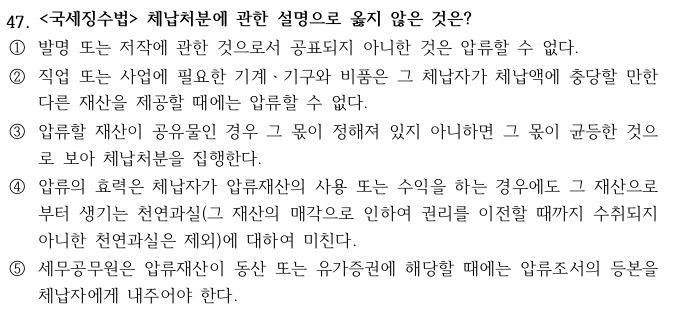 47. <국세징수법> 체납처분에 관한 설명으로 옳지 않은 것은?
① 발명 또는 저작에 관한 것으로서 공표되지 아니한 것은 압류할 수 없다.
② 직업 또는 사업에 필요한 기계ㆍ기구와 비품은 그 체납자가 체납액에 충당할 만한
다른 재산을 제공할 때에는 압류할 수 없다.
③ 압류할 재산이 공유물인 경우 그 몫이 정해져 있지 아니하면 그 몫이 균등한 것으
로 보아 체납처분을 집행한다.
④ 압류의 효력은 체납자가 압류재산의 사용 또는 수익을 하는 경우에도 그 재산으로
부터 생기는 천연과실(그 재산의 매각으로 인하여 권리를 이전할 때까지 수취되지
아니한 천연과실은 제외)에 대하여 미친다.
⑤ 세무공무원은 압류재산이 동산 또는 유가증권에 해당할 때에는 압류조서의 등본을
체납자에게 내주어야 한다.